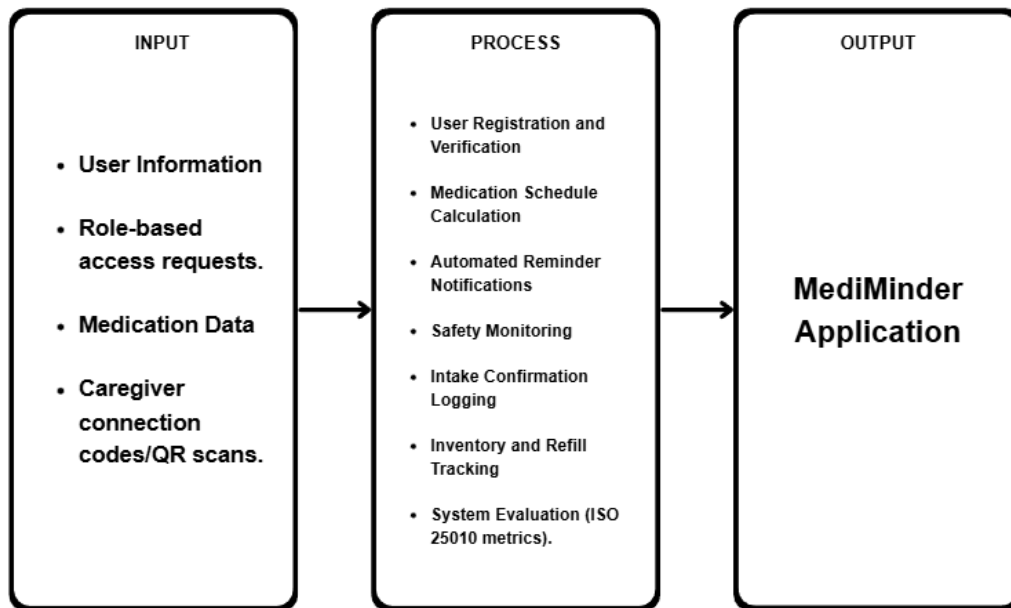 INPUT
• User Information
• Role-based
access requests.
• Medication Data
• Caregiver
connection
codes/QR scans.
PROCESS
• User Registration and
Verification
• Medication Schedule
Calculation
• Automated Reminder
Notifications
• Safety Monitoring
• Intake Confirmation
Logging
• Inventory and Refill
Tracking
• System Evaluation (ISO
25010 metrics).
OUTPUT
MediMinder
Application